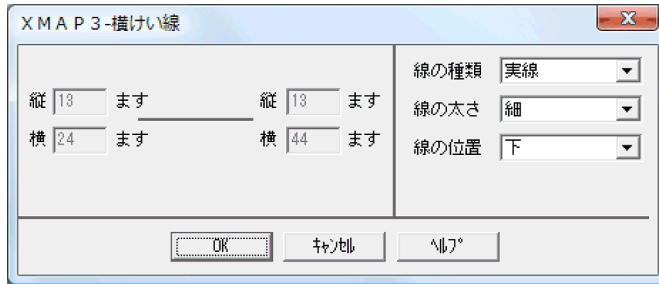 ＸＭＡＰ３-横けい線
縦 13 ます 縦 13 ます
横 24 ます 横 44 ます
線の種類 実線
線の太さ 細
線の位置 下
OK ｷｬﾝｾﾙ ﾍﾙﾌﾟ